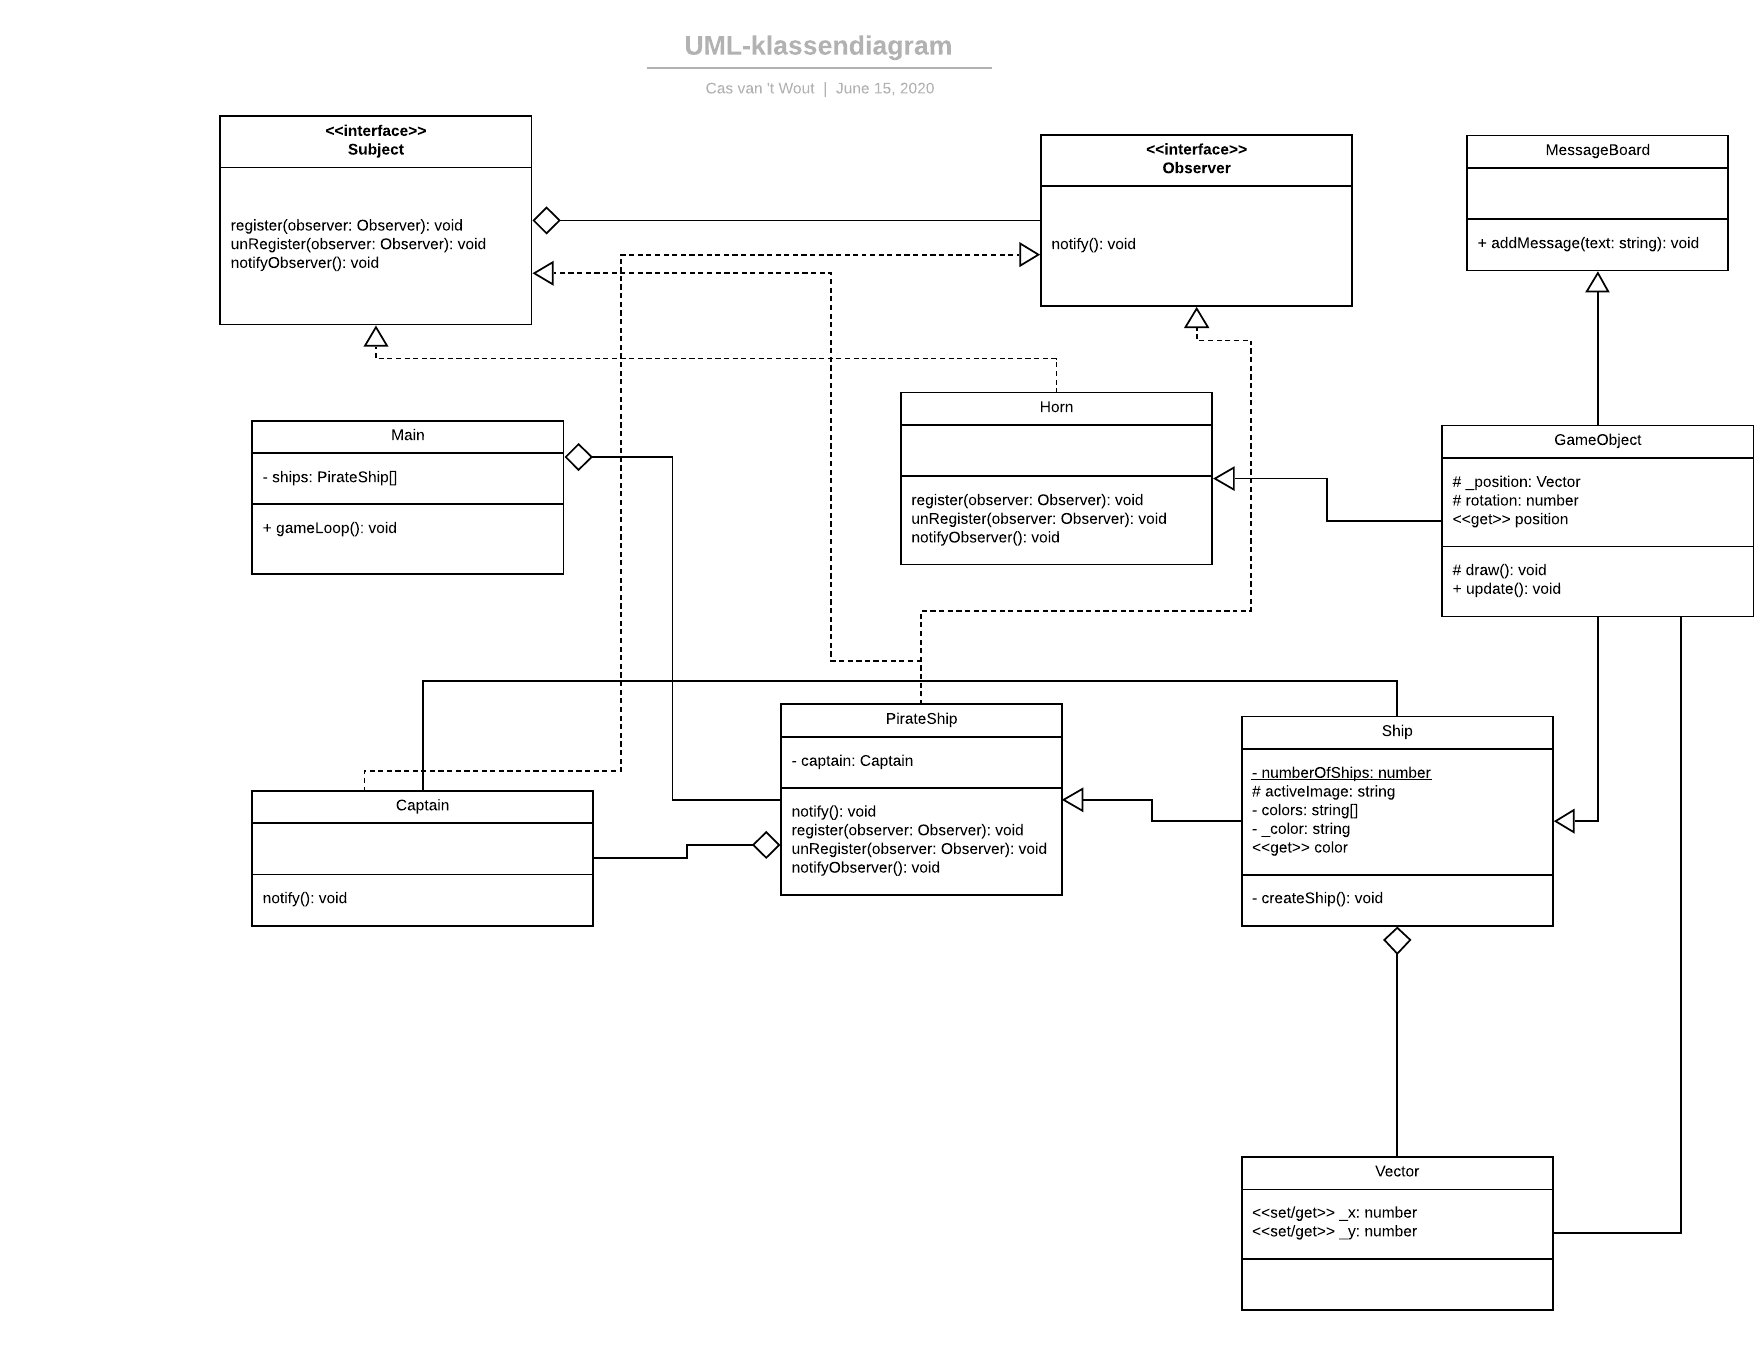 UML-klassendiagram
Cas van 't Wout | June 15, 2020
<<interface>>
Subject
register(observer: Observer): void
unRegister(observer: Observer): void
notifyObserver(): void
<<interface>>
Observer
notify(): void
MessageBoard
+ addMessage(text: string): void
Main
- ships: PirateShip[]
+ gameLoop(): void
Horn
register(observer: Observer): void
unRegister(observer: Observer): void
notifyObserver(): void
GameObject
# _position: Vector
# rotation: number
<<get>> position
# draw(): void
+ update(): void
Captain
notify(): void
PirateShip
- captain: Captain
notify(): void
register(observer: Observer): void
unRegister(observer: Observer): void
notifyObserver(): void
Ship
- numberOfShips: number
# activeImage: string
- colors: string[]
- _color: string
<<get>> color
- createShip(): void
Vector
<<set/get>> _x: number
<<set/get>> _y: number